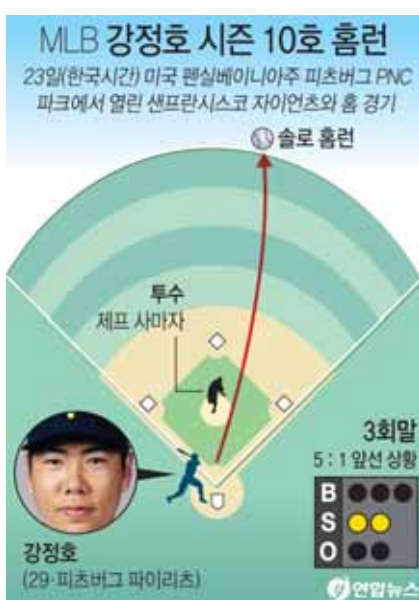 MLB 강정호 시즌 10호 홈런
23일(한국시간) 미국 펜실베이니아주 피츠버그 PNC
파크에서 열린 샌프란시스코 자이언츠와 홈 경기
솔로 홈런
투수
제프 사마자
3회말
5 : 1 앞선 상황
B
S
O
강정호
(29·피츠버그 파이리츠)
연합뉴스